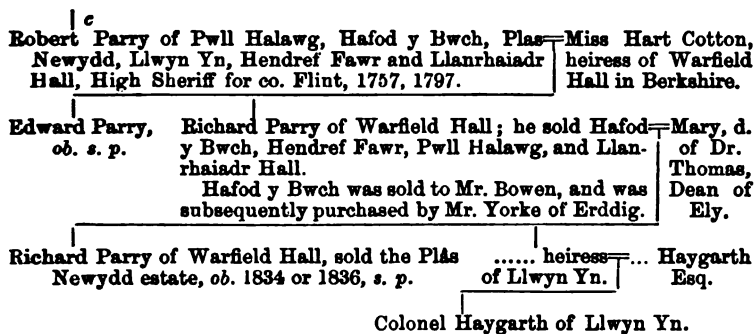 c
Robert Parry of Pwll Halawg, Hafod y Bwch, Plas Miss Hart Cotton,
Newydd, Llwyn Yn, Hendref Fawr and Llanrhaiadr heiress of Warfield
Hall, High Sheriff for co. Flint, 1757, 1797. Hall in Berkshire.
Edward Parry, Richard Parry of Warfield Hall; he sold Hafod Mary, d.
ob. s. p. y Bwch, Hendref Fawr, Pwll Halawg, and Llan- of Dr.
rhaiadr Hall. Thomas,
Hafod y Bwch was sold to Mr. Bowen, and was Dean of
subsequently purchased by Mr. Yorke of Erddig. Ely.
Richard Parry of Warfield Hall, sold the Plâs ...... heiress ... Haygarth
Newydd estate, ob. 1834 or 1836, s. p. of Llwyn Yn. Esq.
Colonel Haygarth of Llwyn Yn.